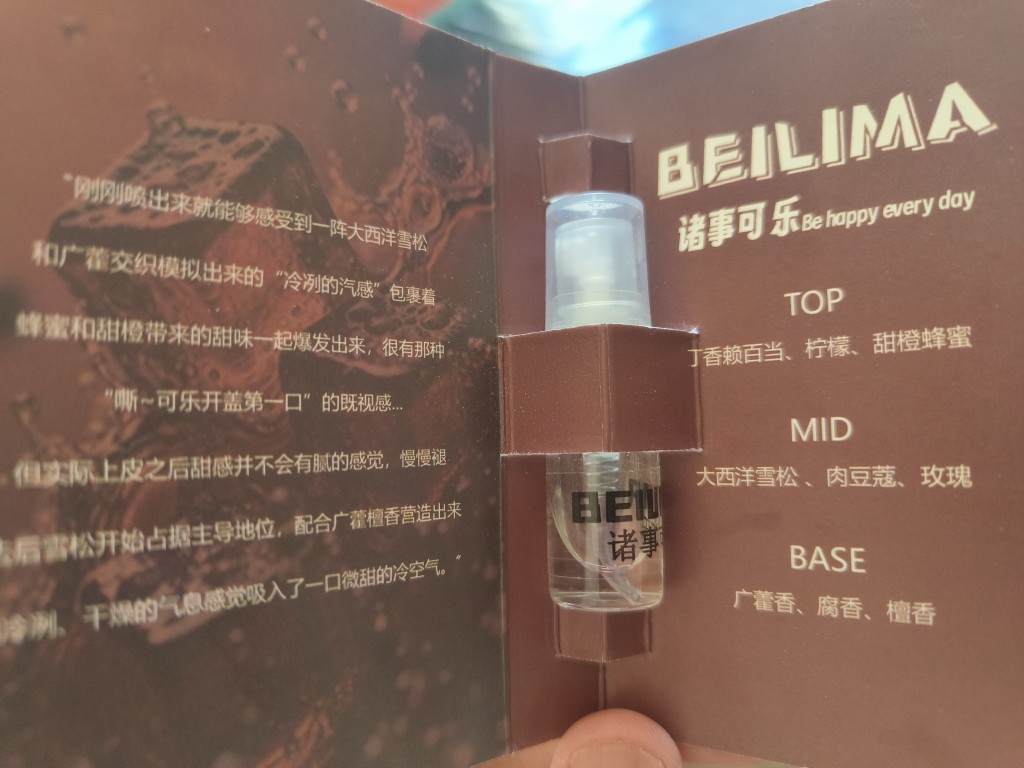 “刚刚喷出来就能够感受到一阵大西洋雪松
和广藿交织模拟出来的“冷冽的汽感”包裹着
蜂蜜和甜橙带来的甜味一起爆发出来，很有那种
“嘶~可乐开盖第一口”的既视感...
但实际上皮之后甜感并不会有腻的感觉，慢慢褪
去后雪松开始占据主导地位，配合广藿檀香营造出来
冷冽、干燥的气息感觉吸入了一口微甜的冷空气。”
BEILIMA
诸事可乐 Be happy every day
TOP
丁香赖百当、柠檬、甜橙蜂蜜
MID
大西洋雪松、肉豆蔻、玫瑰
BASE
广藿香、腐香、檀香
BEILI
诸事